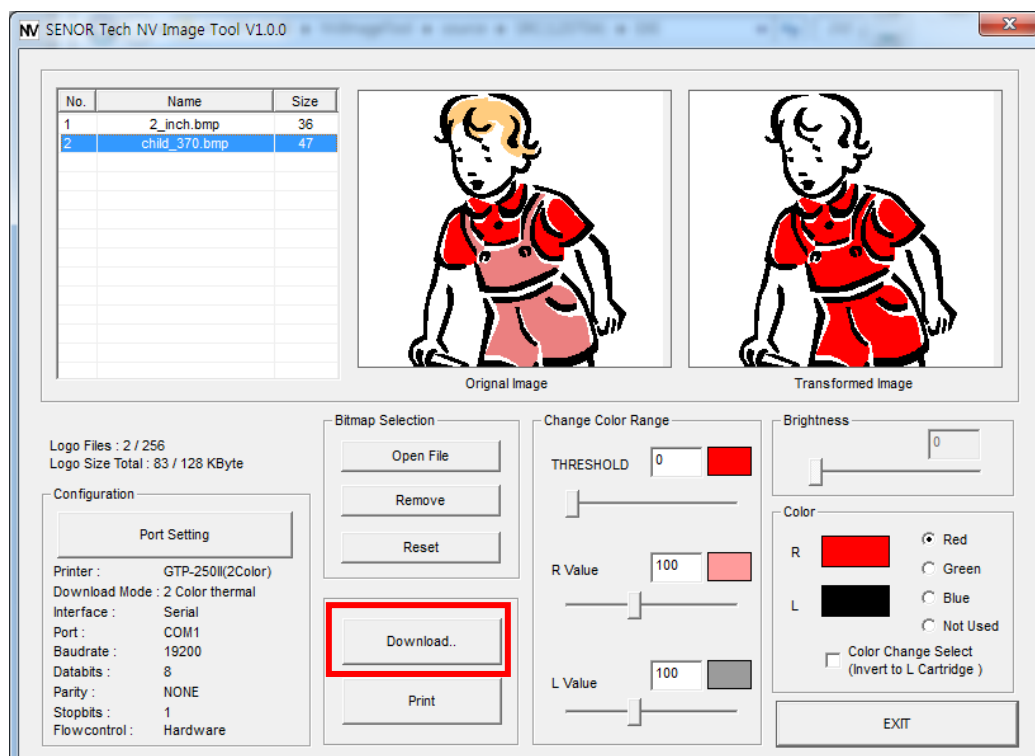 NV SENOR Tech NV Image Tool V1.0.0
No. Name Size
1 2_inch.bmp 36
2 child_370.bmp 47
Orignal Image
Transformed Image
Logo Files : 2 / 256
Logo Size Total : 83 / 128 KByte
Configuration
Port Setting
Printer : GTP-250II(2Color)
Download Mode : 2 Color thermal
Interface : Serial
Port : COM1
Baudrate : 19200
Databits : 8
Parity : NONE
Stopbits : 1
Flowcontrol : Hardware
Bitmap Selection
Open File
Remove
Reset
Download..
Print
Change Color Range
THRESHOLD 0
R Value 100
L Value 100
Brightness
0
Color
R
L
Red
Green
Blue
Not Used
Color Change Select
(Invert to L Cartridge )
EXIT